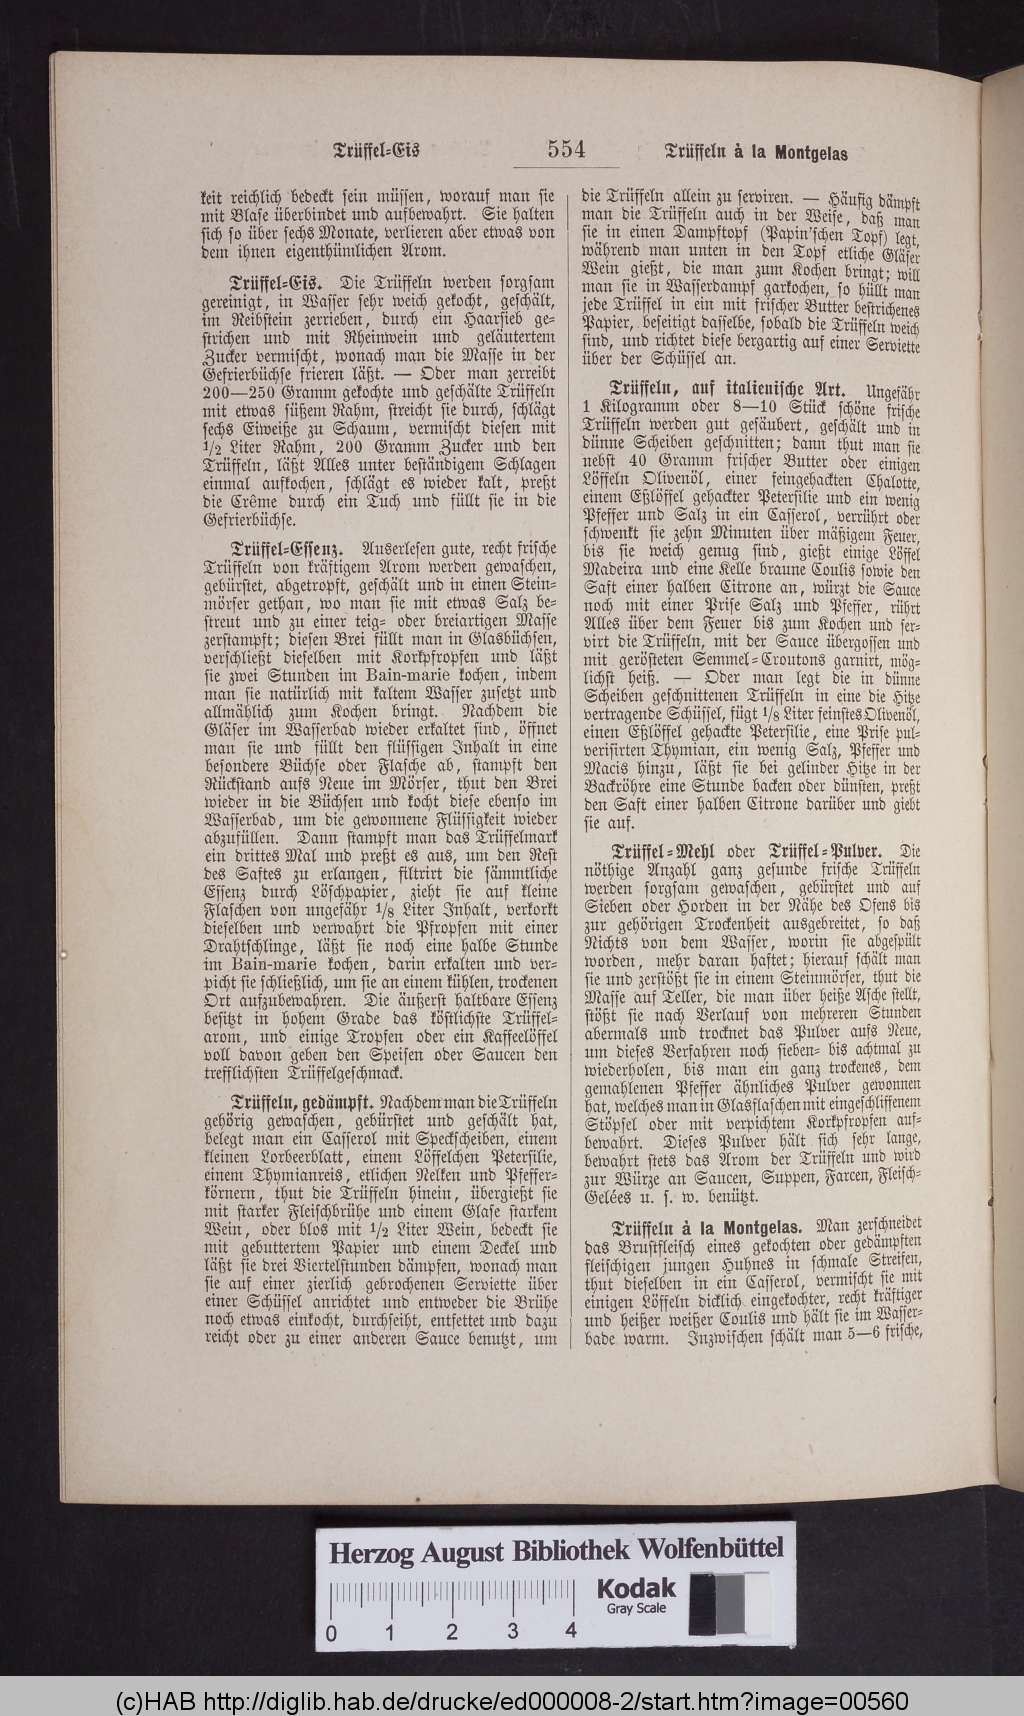 Trüffel-Eis
554
Trüffeln à la Montgelas
keit reichlich bedeckt sein müssen, worauf man sie
mit Blase überbindet und aufbewahrt. Sie halten
sich so über sechs Monate, verlieren aber etwas von
dem ihnen eigenthümlichen Arom.
Trüffel-Eis. Die Trüffeln werden sorgsam
gereinigt, in Wasser sehr weich gekocht, geschält,
im Reibstein zerrieben, durch ein Haarsieb ge-
strichen und mit Rheinwein und geläutertem
Zucker vermischt, wonach man die Masse in der
Gefrierbüchse frieren läßt. — Oder man zerreibt
200—250 Gramm gekochte und geschälte Trüffeln
mit etwas süßem Rahm, streicht sie durch, schlägt
sechs Eiweiße zu Schaum, vermischt diesen mit
1/2 Liter Rahm, 200 Gramm Zucker und den
Trüffeln, läßt Alles unter beständigem Schlagen
einmal aufkochen, schlägt es wieder kalt, preßt
die Crême durch ein Tuch und füllt sie in die
Gefrierbüchse.
Trüffel-Essenz. Auserlesen gute, recht frische
Trüffeln von kräftigem Arom werden gewaschen,
gebürstet, abgetropft, geschält und in einen Stein-
mörser gethan, wo man sie mit etwas Salz be-
streut und zu einer teig- oder breiartigen Masse
zerstampft; diesen Brei füllt man in Glasbüchsen,
verschließt dieselben mit Korkpfropfen und läßt
sie zwei Stunden im Bain-marie kochen, indem
man sie natürlich mit kaltem Wasser zusetzt und
allmählich zum Kochen bringt. Nachdem die
Gläser im Wasserbad wieder erkaltet sind, öffnet
man sie und füllt den flüssigen Inhalt in eine
besondere Büchse oder Flasche ab, stampft den
Rückstand aufs Neue im Mörser, thut den Brei
wieder in die Büchsen und kocht diese ebenso im
Wasserbad, um die gewonnene Flüssigkeit wieder
abzufüllen. Dann stampft man das Trüffelmark
ein drittes Mal und preßt es aus, um den Rest
des Saftes zu erlangen, filtrirt die sämmtliche
Essenz durch Löschpapier, zieht sie auf kleine
Flaschen von ungefähr 1/8 Liter Inhalt, verkorkt
dieselben und verwahrt die Pfropfen mit einer
Drahtschlinge, läßt sie noch eine halbe Stunde
im Bain-marie kochen, darin erkalten und ver-
picht sie schließlich, um sie an einem kühlen, trockenen
Ort aufzubewahren. Die äußerst haltbare Essenz
besitzt in hohem Grade das köstlichste Trüffel-
arom, und einige Tropfen oder ein Kaffeelöffel
voll davon geben den Speisen oder Saucen den
trefflichsten Trüffelgeschmack.
Trüffeln, gedämpft. Nachdem man die Trüffeln
gehörig gewaschen, gebürstet und geschält hat,
belegt man ein Casserol mit Speckscheiben, einem
kleinen Lorbeerblatt, einem Löffelchen Petersilie,
einem Thymianreis, etlichen Nelken und Pfeffer-
körnern, thut die Trüffeln hinein, übergießt sie
mit starker Fleischbrühe und einem Glase starkem
Wein, oder blos mit 1/2 Liter Wein, bedeckt sie
mit gebuttertem Papier und einem Deckel und
läßt sie drei Viertelstunden dämpfen, wonach man
sie auf einer zierlich gebrochenen Serviette über
einer Schüssel anrichtet und entweder die Brühe
noch etwas einkocht, durchseiht, entfettet und dazu
reicht oder zu einer anderen Sauce benutzt, um
die Trüffeln allein zu serviren. — Häufig dämpft
man die Trüffeln auch in der Weise, daß man
sie in einen Dampftopf (Papin'schen Topf) legt,
während man unten in den Topf etliche Gläser
Wein gießt, die man zum Kochen bringt; will
man sie in Wasserdampf garkochen, so hüllt man
jede Trüffel in ein mit frischer Butter bestrichenes
Papier, beseitigt dasselbe, sobald die Trüffeln weich
sind, und richtet diese bergartig auf einer Serviette
über der Schüssel an.
Trüffeln, auf italienische Art. Ungefähr
1 Kilogramm oder 8—10 Stück schöne frische
Trüffeln werden gut gesäubert, geschält und in
dünne Scheiben geschnitten; dann thut man sie
nebst 40 Gramm frischer Butter oder einigen
Löffeln Olivenöl, einer feingehackten Chalotte,
einem Eßlöffel gehackter Petersilie und ein wenig
Pfeffer und Salz in ein Casserol, verrührt oder
schwenkt sie zehn Minuten über mäßigem Feuer,
bis sie weich genug sind, gießt einige Löffel
Madeira und eine Kelle braune Coulis sowie den
Saft einer halben Citrone an, würzt die Sauce
noch mit einer Prise Salz und Pfeffer, rührt
Alles über dem Feuer bis zum Kochen und ser-
virt die Trüffeln, mit der Sauce übergossen und
mit gerösteten Semmel-Croutons garnirt, mög-
lichst heiß. — Oder man legt die in dünne
Scheiben geschnittenen Trüffeln in eine die Hitze
vertragende Schüssel, fügt 1/8 Liter feinstes Olivenöl,
einen Eßlöffel gehackte Petersilie, eine Prise pul-
verisirten Thymian, ein wenig Salz, Pfeffer und
Macis hinzu, läßt sie bei gelinder Hitze in der
Backröhre eine Stunde backen oder dünsten, preßt
den Saft einer halben Citrone darüber und giebt
sie auf.
Trüffel-Mehl oder Trüffel-Pulver. Die
nöthige Anzahl ganz gesunde frische Trüffeln
werden sorgsam gewaschen, gebürstet und auf
Sieben oder Horden in der Nähe des Ofens bis
zur gehörigen Trockenheit ausgebreitet, so daß
Nichts von dem Wasser, worin sie abgespült
worden, mehr daran haftet; hierauf schält man
sie und zerstößt sie in einem Steinmörser, thut die
Masse auf Teller, die man über heiße Asche stellt,
stößt sie nach Verlauf von mehreren Stunden
abermals und trocknet das Pulver aufs Neue,
um dieses Verfahren noch sieben- bis achtmal zu
wiederholen, bis man ein ganz trockenes, dem
gemahlenen Pfeffer ähnliches Pulver gewonnen
hat, welches man in Glasflaschen mit eingeschliffenem
Stöpsel oder mit verpichtem Korkpfropfen auf-
bewahrt. Dieses Pulver hält sich sehr lange,
bewahrt stets das Arom der Trüffeln und wird
zur Würze an Saucen, Suppen, Farcen, Fleisch-
Gelées u. s. w. benützt.
Trüffeln à la Montgelas. Man zerschneidet
das Brustfleisch eines gekochten oder gedämpften
fleischigen jungen Huhnes in schmale Streifen,
thut dieselben in ein Casserol, vermischt sie mit
einigen Löffeln dicklich eingekochter, recht kräftiger
und heißer weißer Coulis und hält sie im Wasser-
bade warm. Inzwischen schält man 5—6 frische,
Herzog August Bibliothek Wolfenbüttel
Kodak
Gray Scale
0 1 2 3 4
(c)HAB http://diglib.hab.de/drucke/ed000008-2/start.htm?image=00560